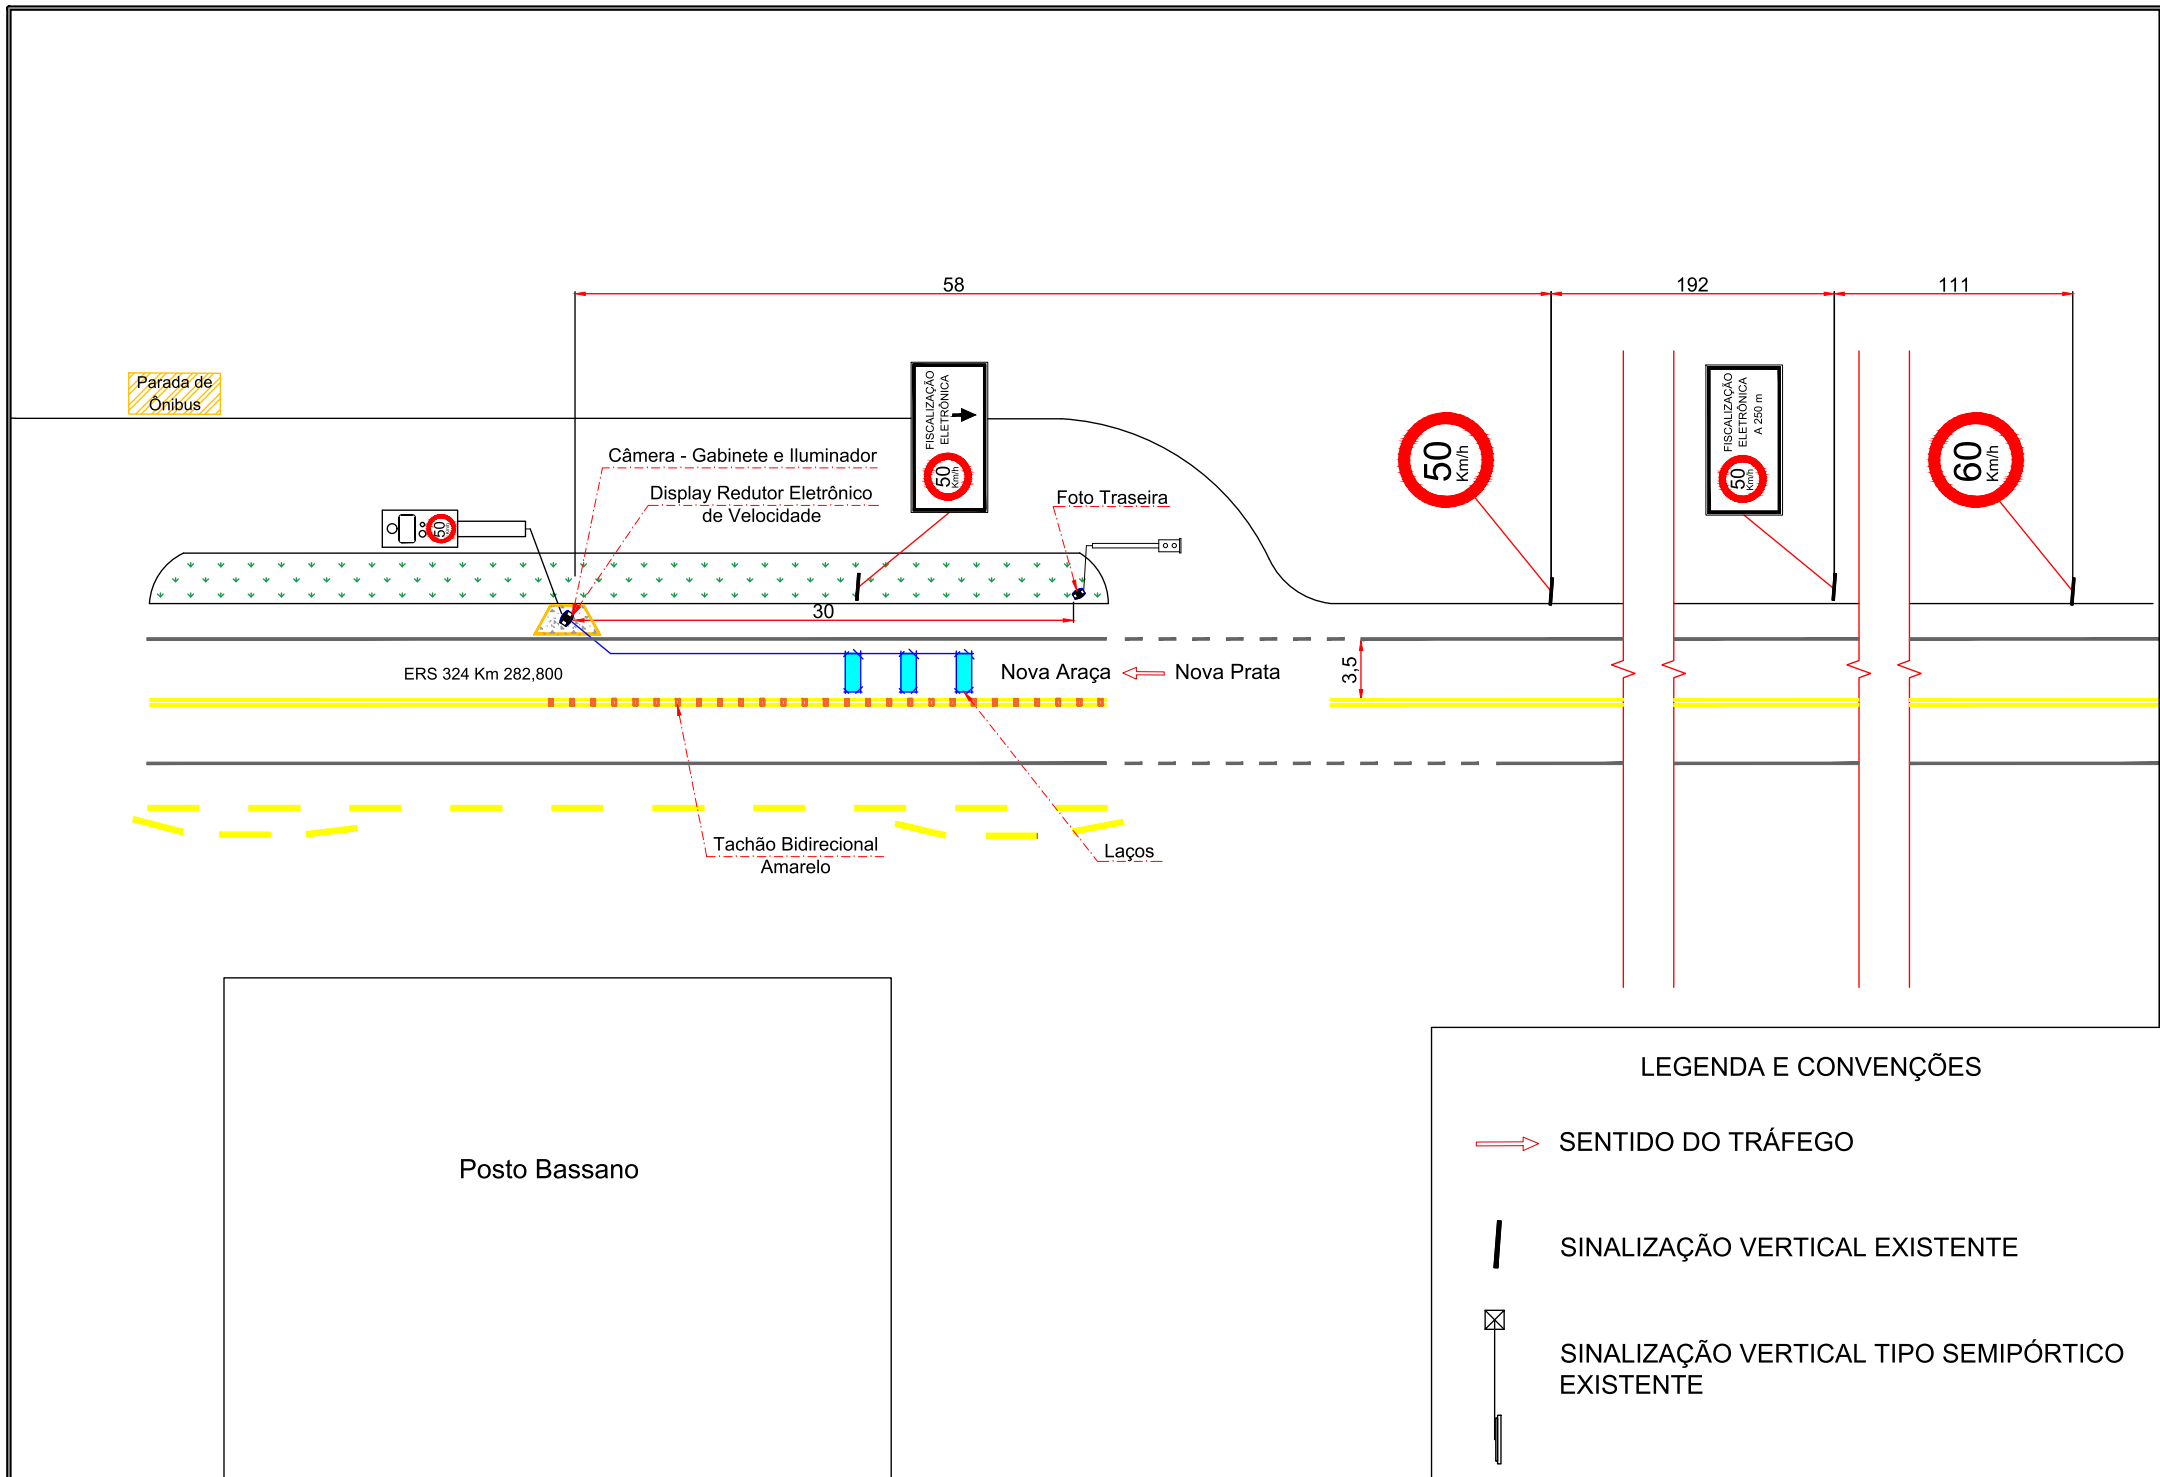 58
192
111
Parada de
Ônibus
FISCALIZAÇÃO
ELETRÔNICA
50
Km/h
FISCALIZAÇÃO
ELETRÔNICA
A 250 m
50
Km/h
50
Km/h
60
Km/h
Câmera - Gabinete e Iluminador
Display Redutor Eletrônico
de Velocidade
Foto Traseira
50
30
ERS 324 Km 282,800
Nova Araça
Nova Prata
3,5
Tachão Bidirecional
Amarelo
Laços
Posto Bassano
LEGENDA E CONVENÇÕES
SENTIDO DO TRÁFEGO
SINALIZAÇÃO VERTICAL EXISTENTE
SINALIZAÇÃO VERTICAL TIPO SEMIPÓRTICO
EXISTENTE